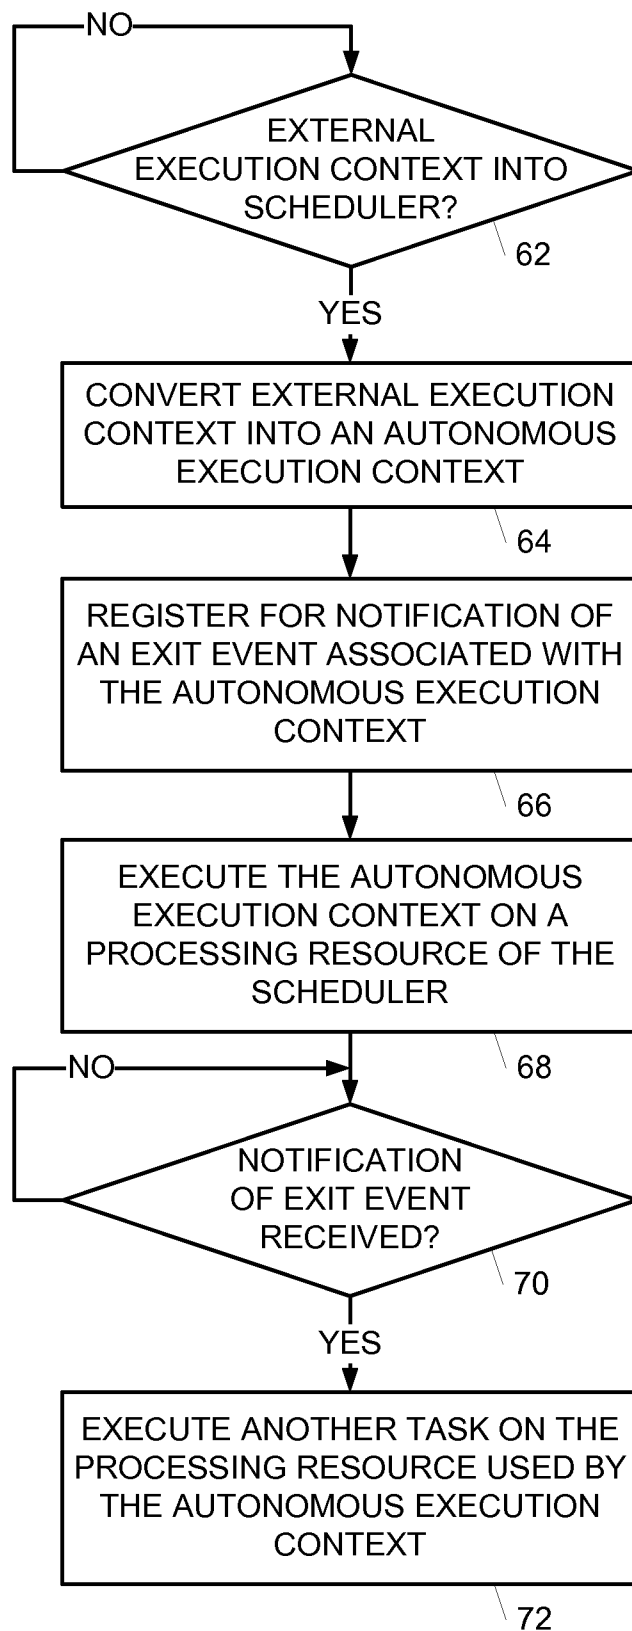 NO
EXTERNAL
EXECUTION CONTEXT INTO
SCHEDULER?
62
YES
CONVERT EXTERNAL EXECUTION
CONTEXT INTO AN AUTONOMOUS
EXECUTION CONTEXT
64
REGISTER FOR NOTIFICATION OF
AN EXIT EVENT ASSOCIATED WITH
THE AUTONOMOUS EXECUTION
CONTEXT
66
EXECUTE THE AUTONOMOUS
EXECUTION CONTEXT ON A
PROCESSING RESOURCE OF THE
SCHEDULER
68
NO
NOTIFICATION
OF EXIT EVENT
RECEIVED?
70
YES
EXECUTE ANOTHER TASK ON THE
PROCESSING RESOURCE USED BY
THE AUTONOMOUS EXECUTION
CONTEXT
72